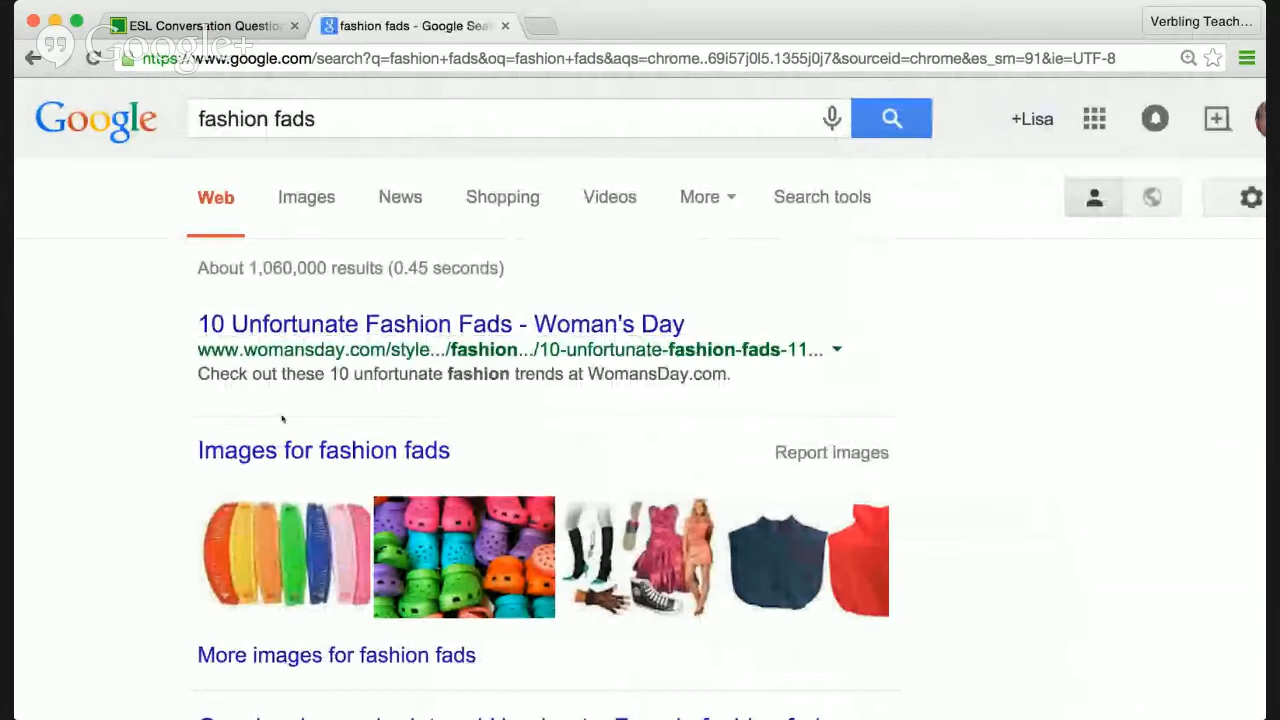 ESL Conversation Questio
fashion fads - Google Sea
Verbling Teach...
Google+
https://www.google.com/search?q=fashion+fads&oq=fashion+fads&aqs=chrome..69i57j0l5.1355j0j7&sourceid=chrome&es_sm=91&ie=UTF-8
Google
fashion fads
+Lisa
Web
Images
News
Shopping
Videos
More
Search tools
About 1,060,000 results (0.45 seconds)
10 Unfortunate Fashion Fads - Woman's Day
www.womansday.com/style.../fashion.../10-unfortunate-fashion-fads-11...
Check out these 10 unfortunate fashion trends at WomansDay.com.
Images for fashion fads
Report images
More images for fashion fads